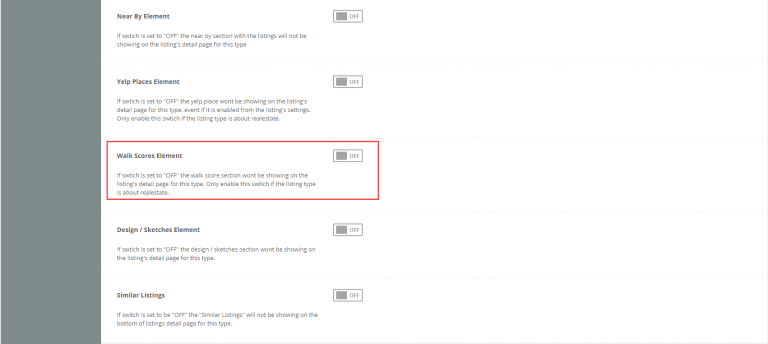 Near By Element
OFF
If swtich is set to "OFF" the near by section with the listings will not be
showing on the listing's detail page for this type
Yelp Places Element
OFF
If swtich is set to "OFF" the yelp place wont be showing on the listing's
detail page for this type, event if it is enabled from the listing's settings.
Only enable this swtich if the listing type is about realestate.
Walk Scores Element
OFF
If swtich is set to "OFF" the walk score section wont be showing on the
listing's detail page for this type. Only enable this swtich if the listing type
is about realestate.
Design / Sketches Element
OFF
If swtich is set to "OFF" the design / sketches section wont be showing on
the listing's detail page for this type.
Similar Listings
OFF
If swtich is set to be "OFF" the "Similar Listings" will not be showing on the
bottom of listings detail page for this type.